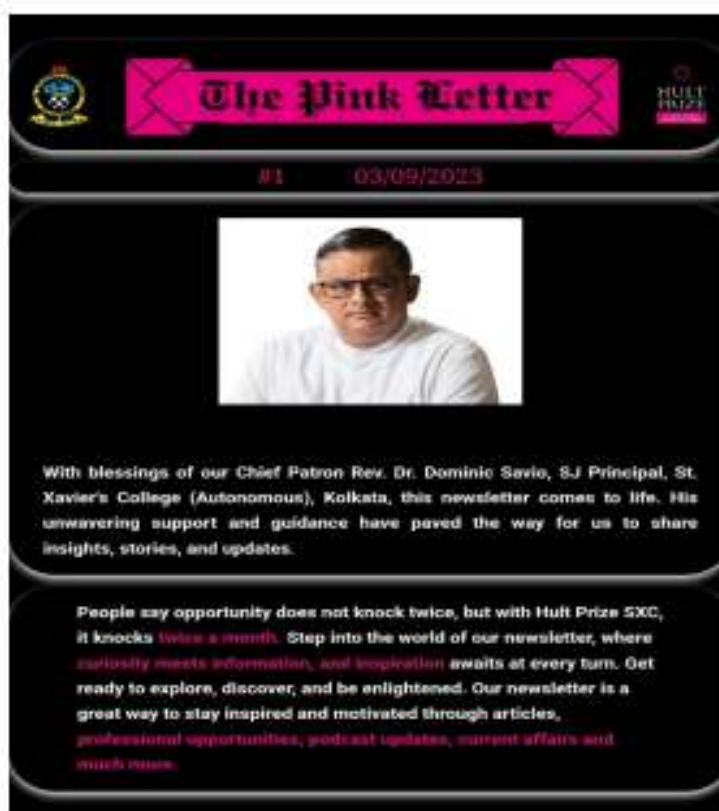 The Pink Letter
HULT
PRIZE
#1 03/09/2023
With blessings of our Chief Patron Rev. Dr. Dominic Savio, SJ Principal, St.
Xavier's College (Autonomous), Kolkata, this newsletter comes to life. His
unwavering support and guidance have paved the way for us to share
insights, stories, and updates.
People say opportunity does not knock twice, but with Hult Prize SXC,
it knocks twice a month. Step into the world of our newsletter, where
curiosity meets information, and inspiration awaits at every turn. Get
ready to explore, discover, and be enlightened. Our newsletter is a
great way to stay inspired and motivated through articles,
professional opportunities, podcast updates, current affairs and
much more.